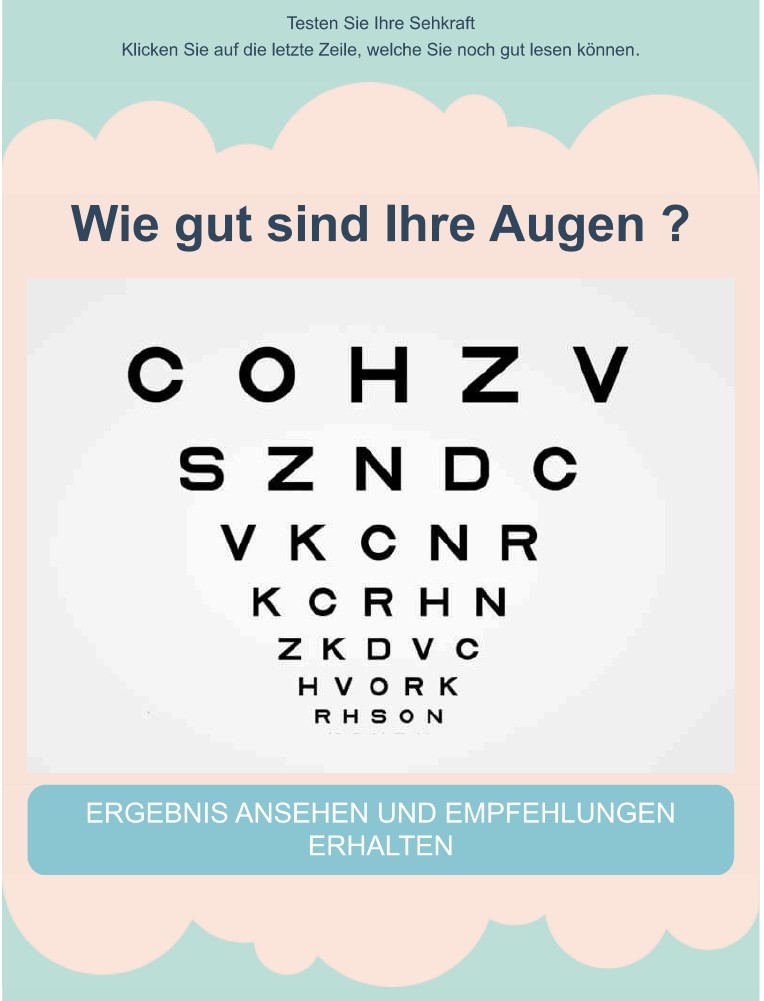 Testen Sie Ihre Sehkraft
Klicken Sie auf die letzte Zeile, welche Sie noch gut lesen können.
Wie gut sind Ihre Augen ?
C O H Z V
S Z N D C
V K C N R
K C R H N
Z K D V C
H V O R K
R H S O N
ERGEBNIS ANSEHEN UND EMPFEHLUNGEN
ERHALTEN